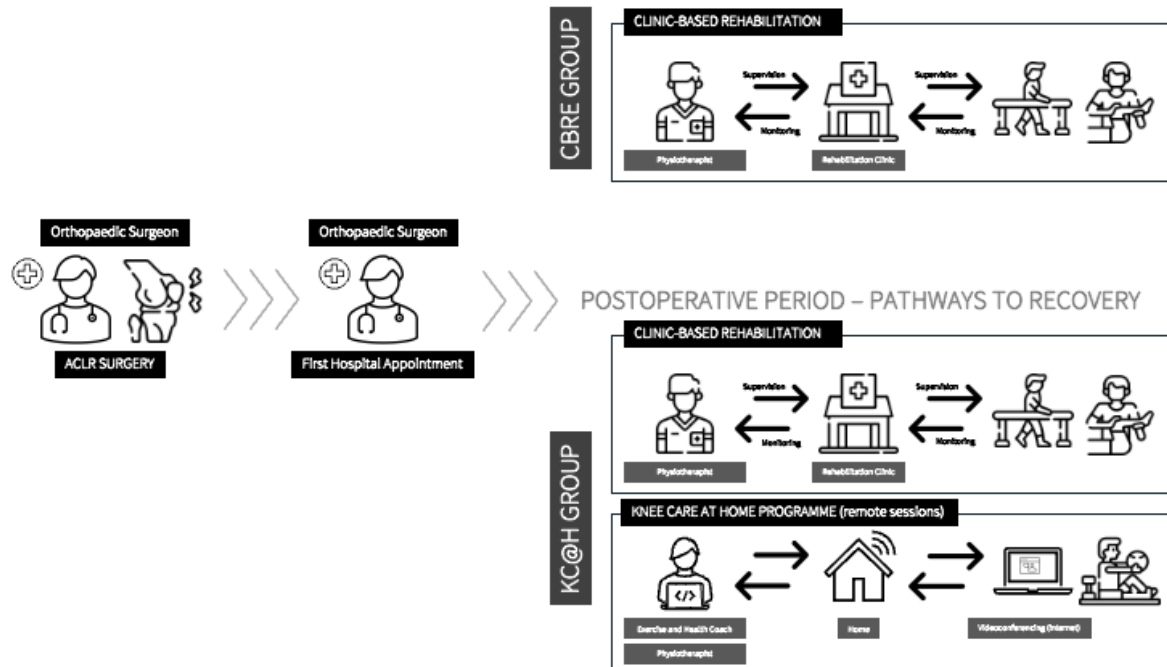 CBRE GROUP
CLINIC-BASED REHABILITATION
Supervision
Supervision
Monitoring
Monitoring
Physiotherapist
Rehabilitation Clinic
Orthopaedic Surgeon
ACLR SURGERY
Orthopaedic Surgeon
First Hospital Appointment
POSTOPERATIVE PERIOD – PATHWAYS TO RECOVERY
KC@H GROUP
CLINIC-BASED REHABILITATION
Supervision
Supervision
Monitoring
Monitoring
Physiotherapist
Rehabilitation Clinic
KNEE CARE AT HOME PROGRAMME (remote sessions)
</>
Exercise and Health Coach
Home
Videoconferencing (Internet)
Physiotherapist